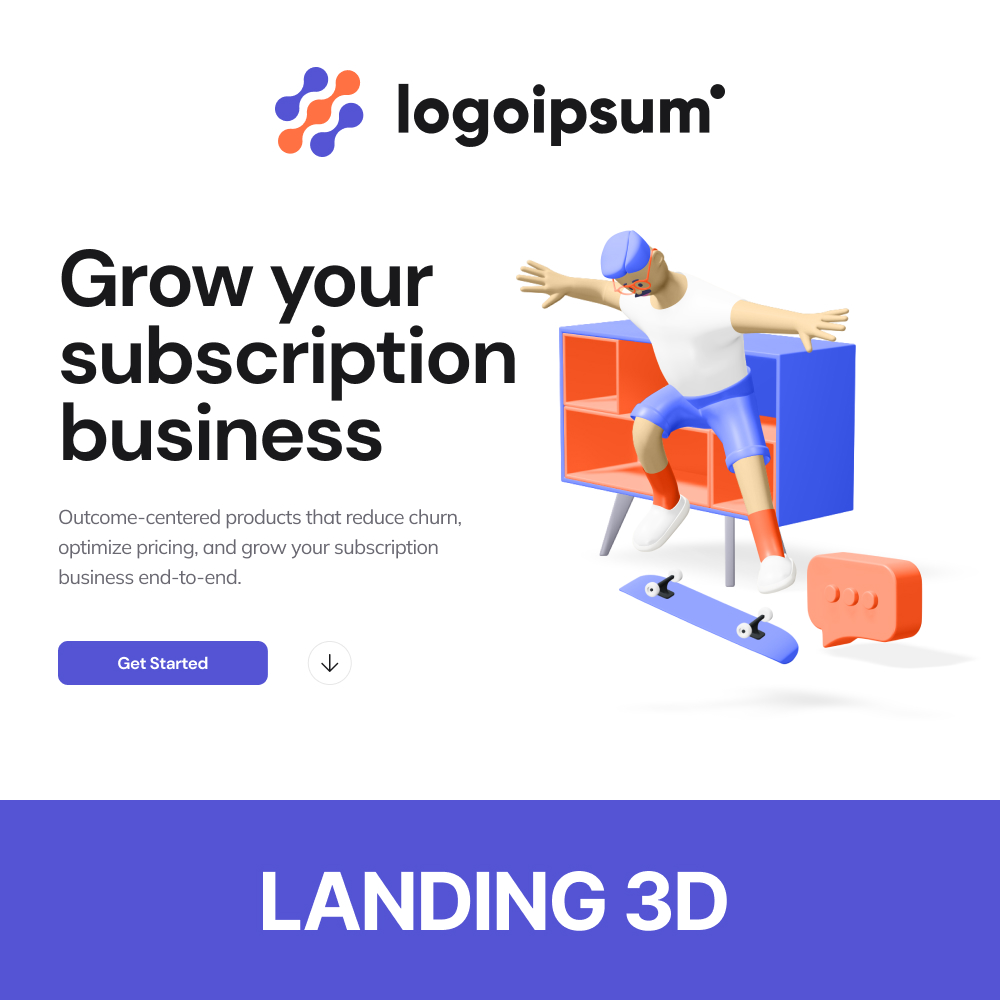 logoipsum
Grow your
subscription
business
Outcome-centered products that reduce churn,
optimize pricing, and grow your subscription
business end-to-end.
Get Started
LANDING 3D